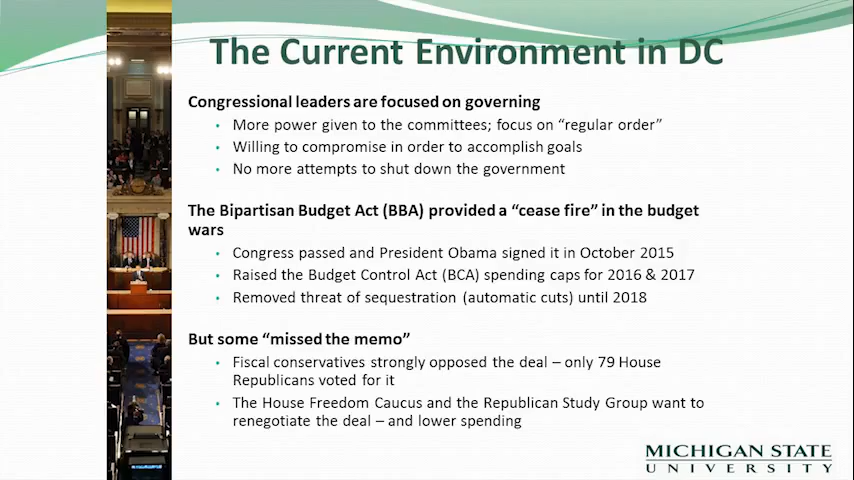 The Current Environment in DC
Congressional leaders are focused on governing
• More power given to the committees; focus on “regular order”
• Willing to compromise in order to accomplish goals
• No more attempts to shut down the government
The Bipartisan Budget Act (BBA) provided a “cease fire” in the budget
wars
• Congress passed and President Obama signed it in October 2015
• Raised the Budget Control Act (BCA) spending caps for 2016 & 2017
• Removed threat of sequestration (automatic cuts) until 2018
But some “missed the memo”
• Fiscal conservatives strongly opposed the deal – only 79 House
Republicans voted for it
• The House Freedom Caucus and the Republican Study Group want to
renegotiate the deal – and lower spending
MICHIGAN STATE
UNIVERSITY